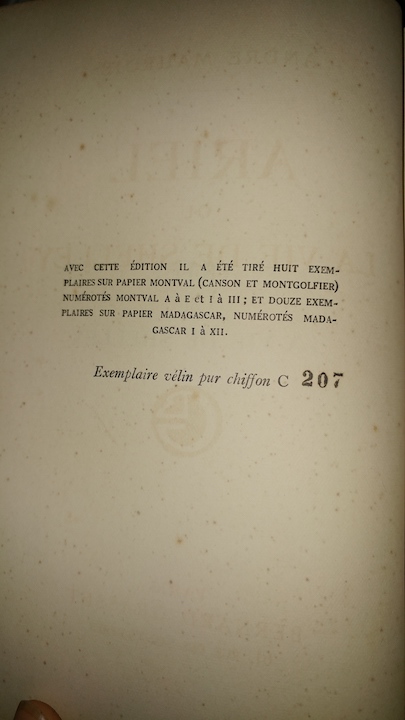 AVEC CETTE ÉDITION IL A ÉTÉ TIRÉ HUIT EXEM-
PLAIRES SUR PAPIER MONTVAL (CANSON ET MONTGOLFIER)
NUMÉROTÉS MONTVAL A à E et I à III ; ET DOUZE EXEM-
PLAIRES SUR PAPIER MADAGASCAR, NUMÉROTÉS MADA-
GASCAR I à XII.
Exemplaire vélin pur chiffon C 207